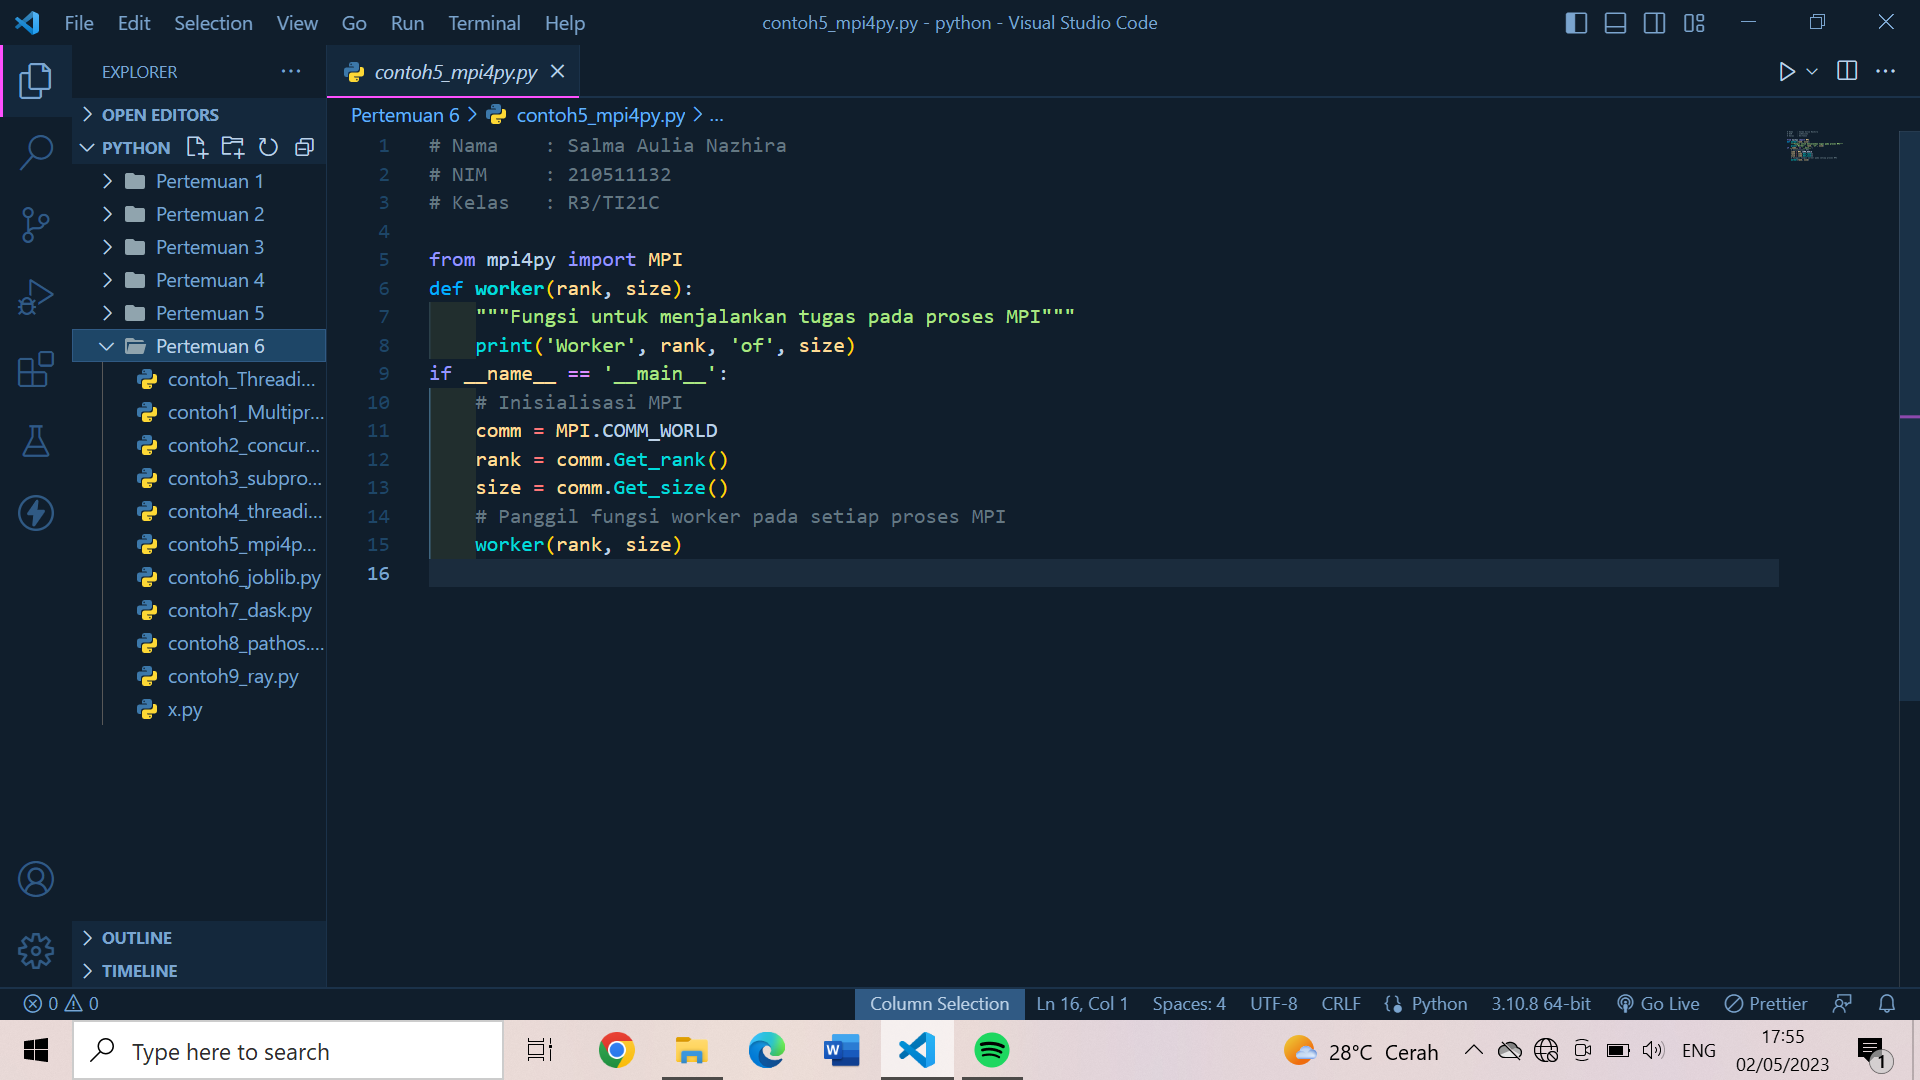 File Edit Selection View Go Run Terminal Help
contoh5_mpi4py.py - python - Visual Studio Code
EXPLORER
OPEN EDITORS
PYTHON
Pertemuan 1
Pertemuan 2
Pertemuan 3
Pertemuan 4
Pertemuan 5
Pertemuan 6
contoh_Threadi...
contoh1_Multipr...
contoh2_concur...
contoh3_subpro...
contoh4_threadi...
contoh5_mpi4p...
contoh6_joblib.py
contoh7_dask.py
contoh8_pathos....
contoh9_ray.py
x.py
OUTLINE
TIMELINE
contoh5_mpi4py.py
Pertemuan 6 > contoh5_mpi4py.py > ...
1 # Nama    : Salma Aulia Nazhira
2 # NIM     : 210511132
3 # Kelas   : R3/TI21C
4
5 from mpi4py import MPI
6 def worker(rank, size):
7     """Fungsi untuk menjalankan tugas pada proses MPI"""
8     print('Worker', rank, 'of', size)
9 if __name__ == '__main__':
10     # Inisialisasi MPI
11     comm = MPI.COMM_WORLD
12     rank = comm.Get_rank()
13     size = comm.Get_size()
14     # Panggil fungsi worker pada setiap proses MPI
15     worker(rank, size)
16
0 0
Column Selection Ln 16, Col 1 Spaces: 4 UTF-8 CRLF Python 3.10.8 64-bit Go Live Prettier
Type here to search
W
28°C Cerah
ENG
17:55
02/05/2023
1